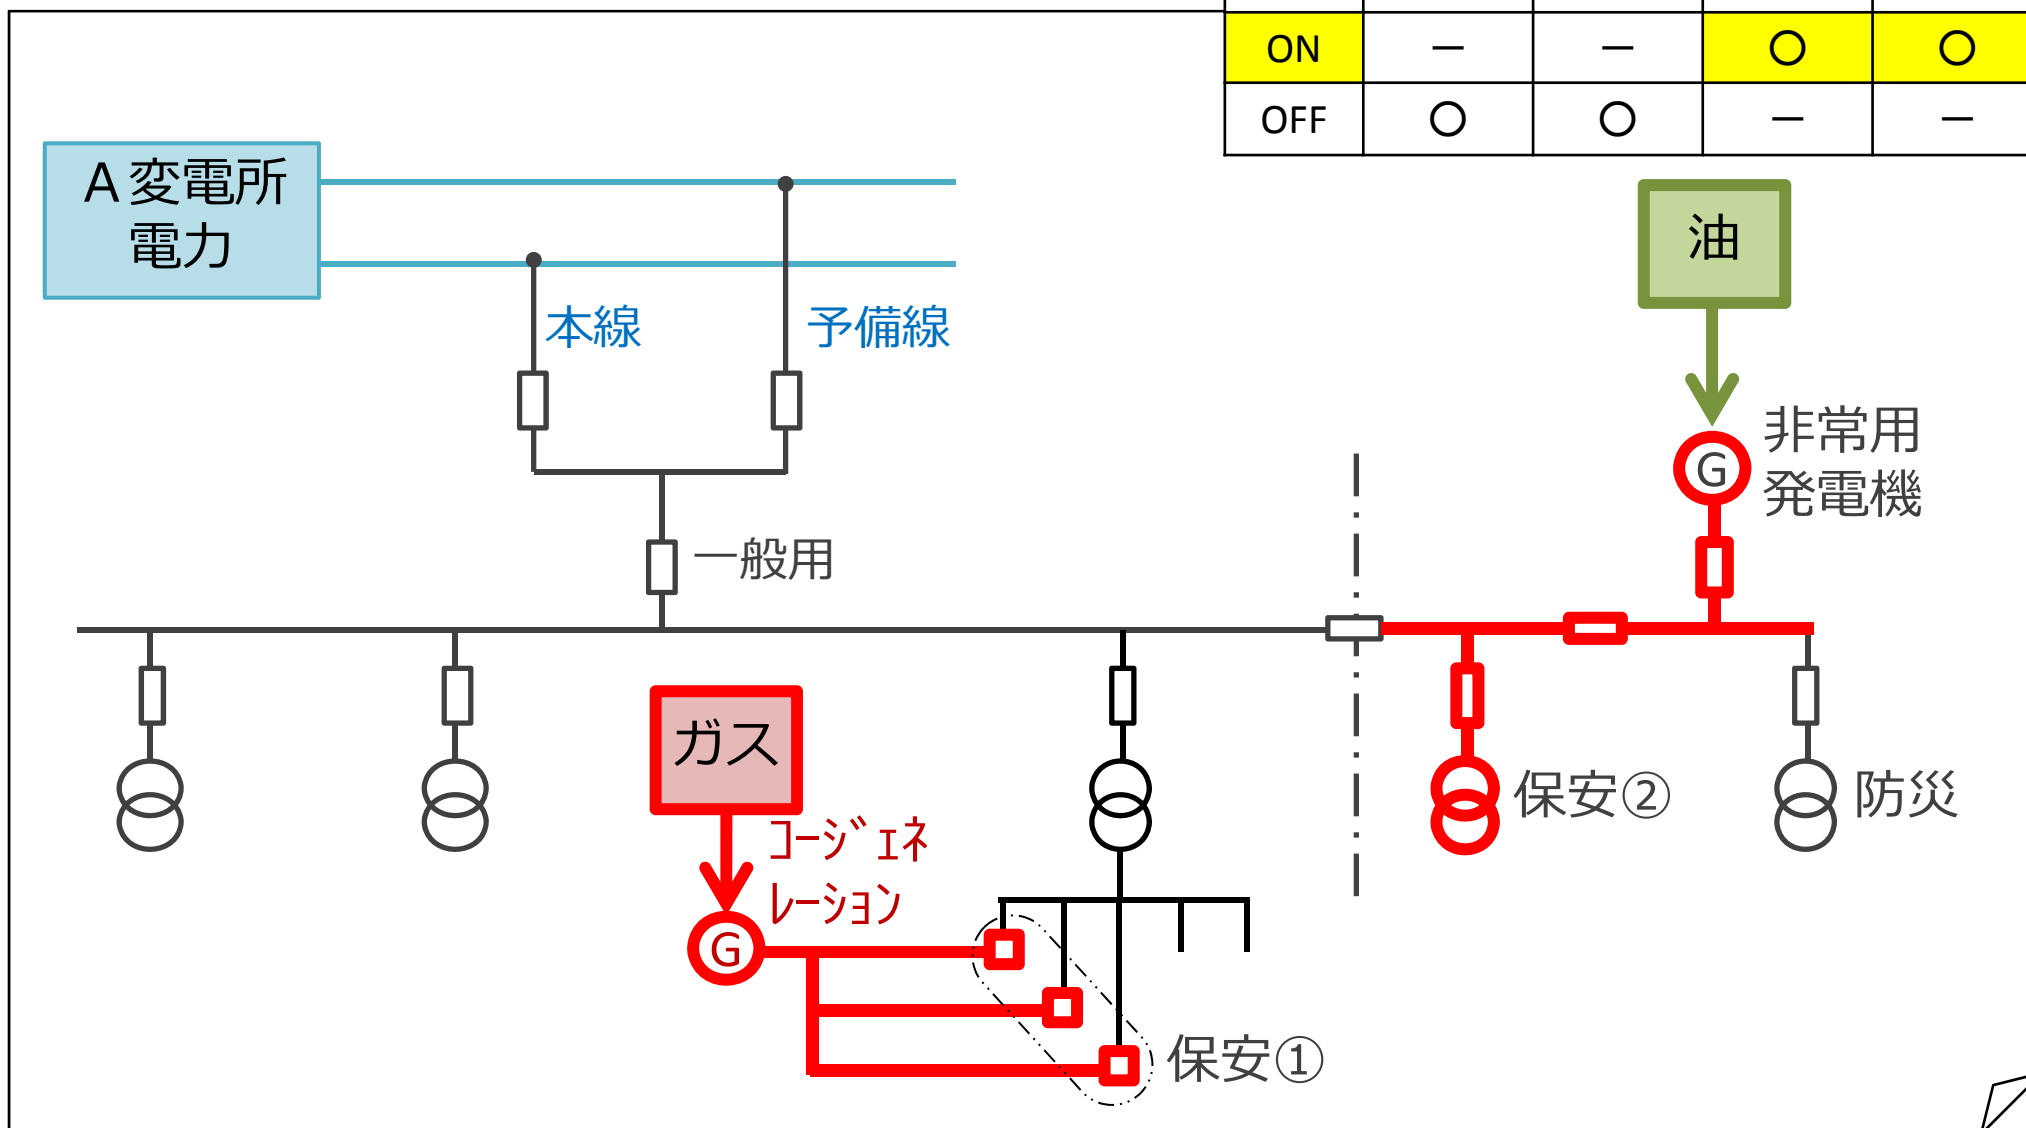 ON － － ○ ○
OFF ○ ○ － －
A変電所
電力
油
本線
予備線
非常用
発電機
G
一般用
ガス
ｺｰｼﾞｪﾈ
ﾚｰｼｮﾝ
G
保安②
防災
保安①